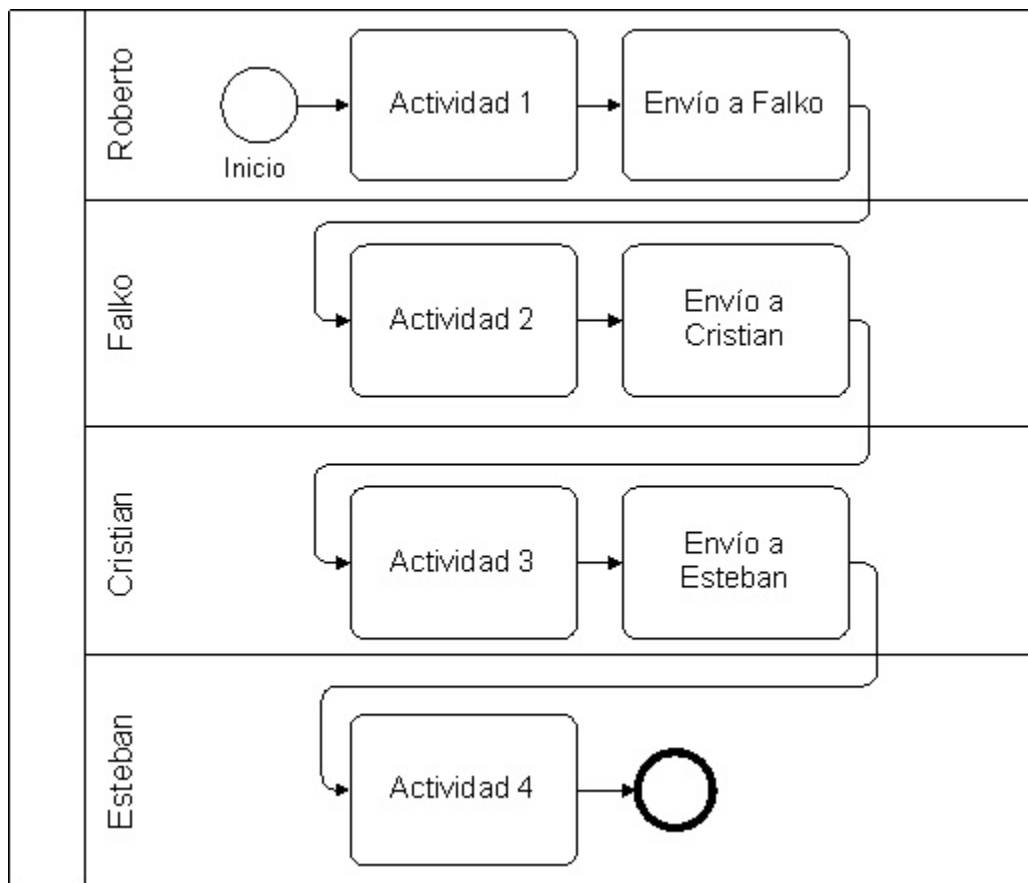 Roberto
Inicio
Actividad 1
Envío a Falko
Falko
Actividad 2
Envío a
Cristian
Cristian
Actividad 3
Envío a
Esteban
Esteban
Actividad 4